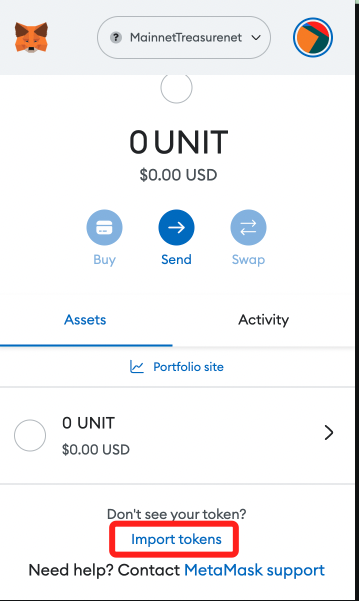 ? MainnetTreasurenet
0 UNIT
$0.00 USD
Buy Send Swap
Assets Activity
Portfolio site
0 UNIT
$0.00 USD
Don't see your token?
Import tokens
Need help? Contact MetaMask support